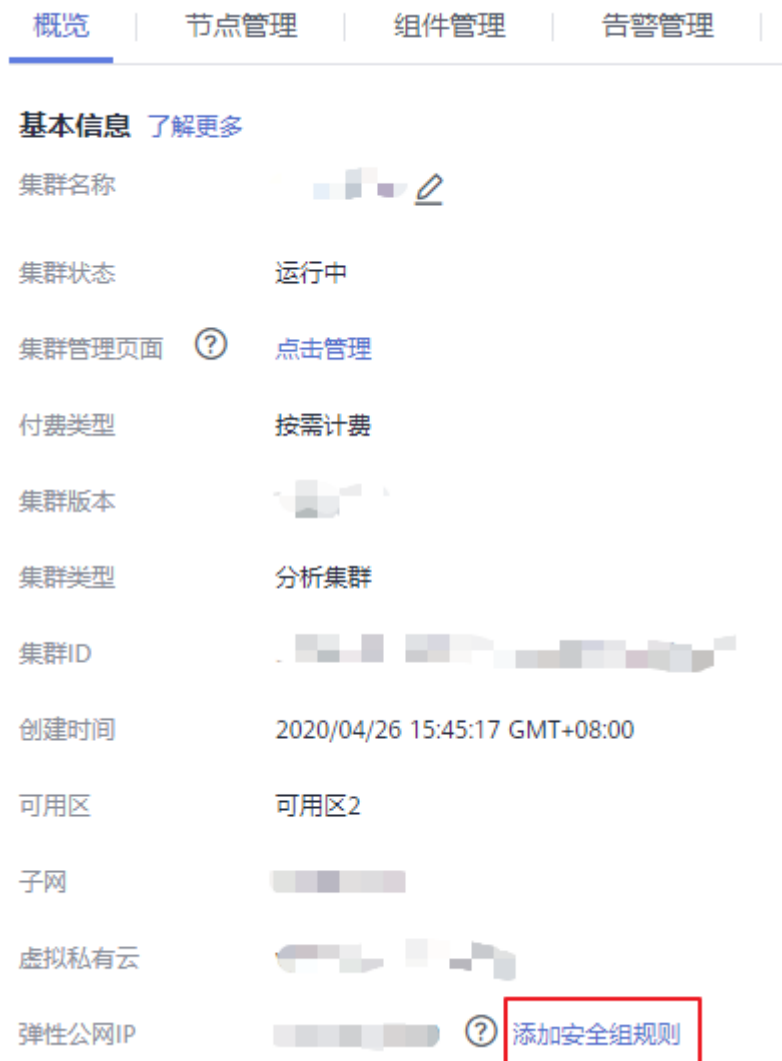 概览 节点管理 组件管理 告警管理
基本信息 了解更多
集群名称
集群状态 运行中
集群管理页面 ? 点击管理
付费类型 按需计费
集群版本
集群类型 分析集群
集群ID
创建时间 2020/04/26 15:45:17 GMT+08:00
可用区 可用区2
子网
虚拟私有云
弹性公网IP ? 添加安全组规则